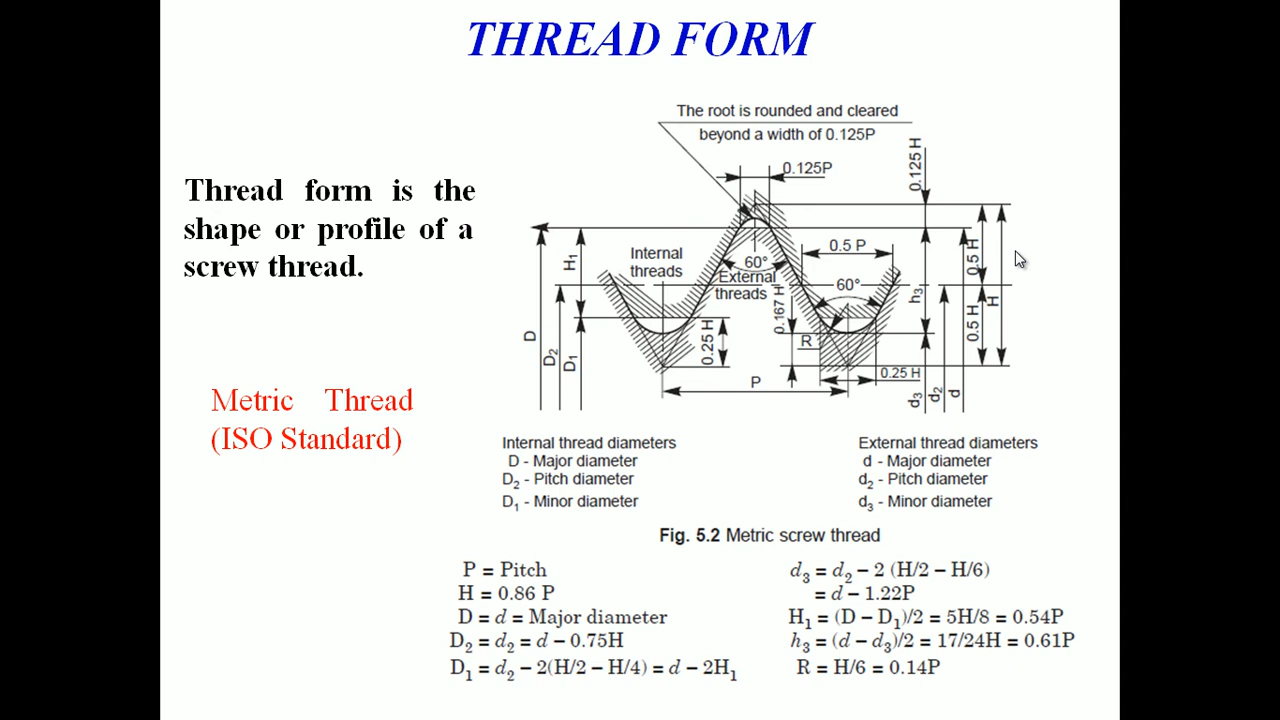 THREAD FORM
Thread form is the
shape or profile of a
screw thread.
Metric Thread
(ISO Standard)
The root is rounded and cleared
beyond a width of 0.125P
0.125P
0.125 H
Internal
threads
60°
External
threads
0.5 P
60°
H₁
h₃
0.5 H
H
0.5 H
0.167 H
R
0.25 H
0.25 H
P
D
D₂
D₁
d₃
d₂
d
Internal thread diameters
D - Major diameter
D₂ - Pitch diameter
D₁ - Minor diameter
External thread diameters
d - Major diameter
d₂ - Pitch diameter
d₃ - Minor diameter
Fig. 5.2 Metric screw thread
P = Pitch
H = 0.86 P
D = d = Major diameter
D₂ = d₂ = d – 0.75H
D₁ = d₂ – 2(H/2 – H/4) = d – 2H₁
d₃ = d₂ – 2 (H/2 – H/6)
= d – 1.22P
H₁ = (D – D₁)/2 = 5H/8 = 0.54P
h₃ = (d – d₃)/2 = 17/24H = 0.61P
R = H/6 = 0.14P